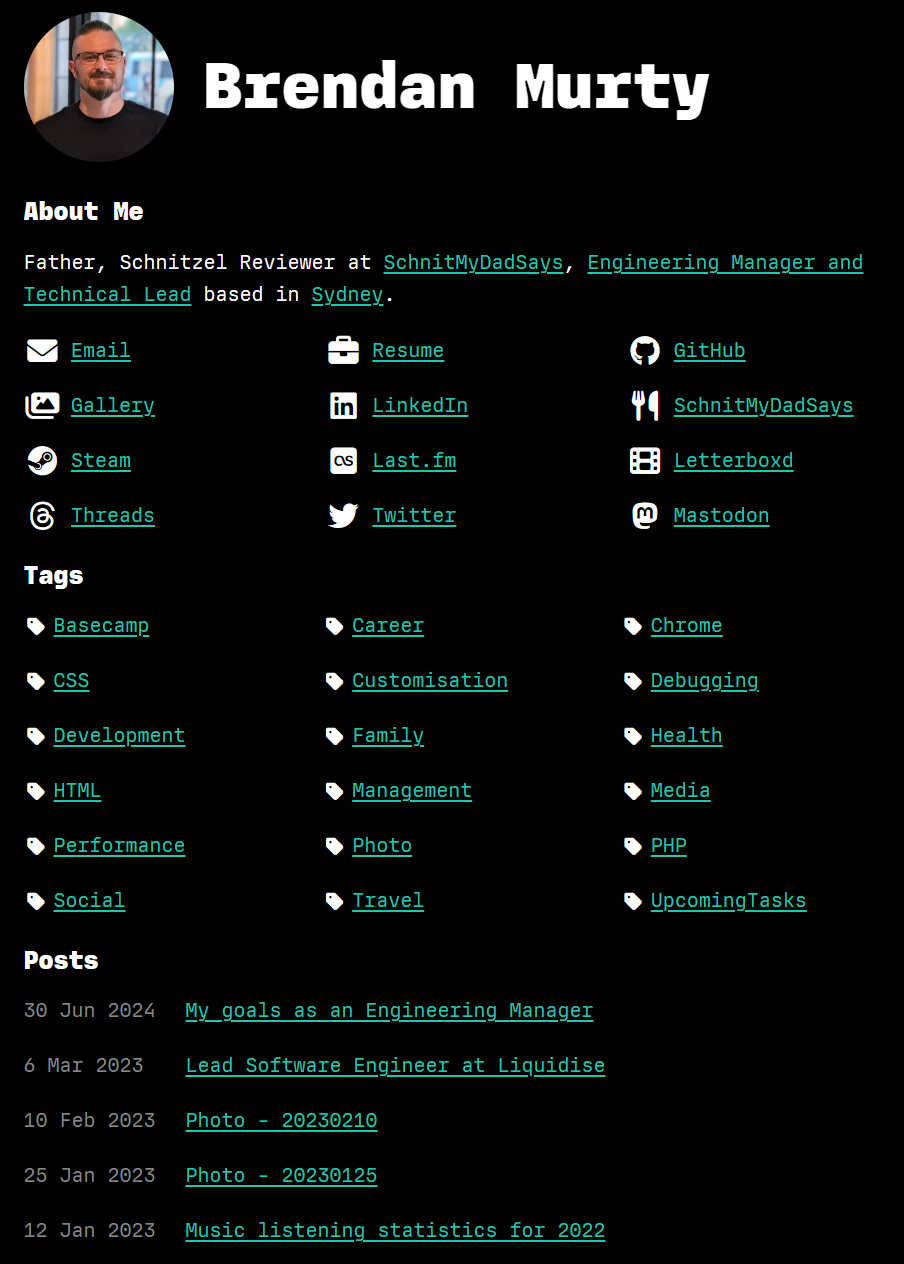 Brendan Murty
About Me
Father, Schnitzel Reviewer at SchnitMyDadSays, Engineering Manager and
Technical Lead based in Sydney.
Email Resume GitHub
Gallery LinkedIn SchnitMyDadSays
Steam Last.fm Letterboxd
Threads Twitter Mastodon
Tags
Basecamp Career Chrome
CSS Customisation Debugging
Development Family Health
HTML Management Media
Performance Photo PHP
Social Travel UpcomingTasks
Posts
30 Jun 2024 My goals as an Engineering Manager
6 Mar 2023 Lead Software Engineer at Liquidise
10 Feb 2023 Photo - 20230210
25 Jan 2023 Photo - 20230125
12 Jan 2023 Music listening statistics for 2022